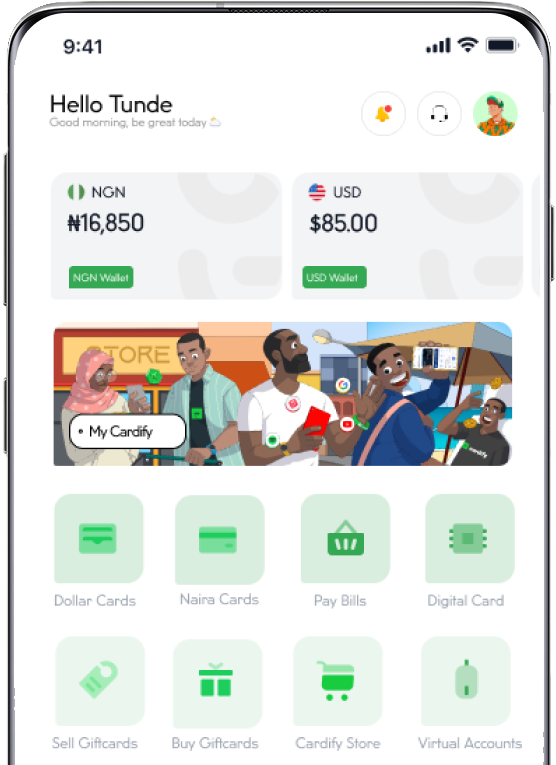 9:41
Hello Tunde
Good morning, be great today
NGN
₦16,850
NGN Wallet
USD
$85.00
USD Wallet
STORE
• My Cardify
cardify
Dollar Cards
Naira Cards
Pay Bills
Digital Card
Sell Giftcards
Buy Giftcards
Cardify Store
Virtual Accounts